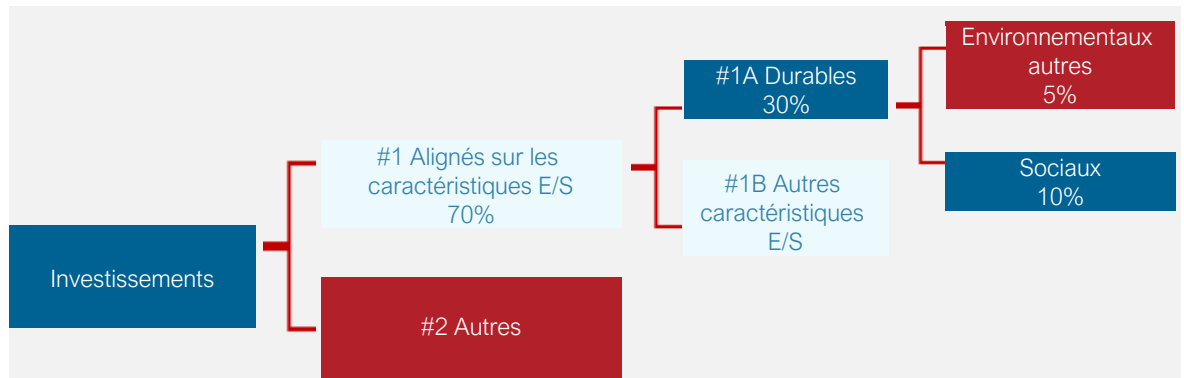 Investissements
#1 Alignés sur les
caractéristiques E/S
70%
#2 Autres
#1A Durables
30%
#1B Autres
caractéristiques
E/S
Environnementaux
autres
5%
Sociaux
10%